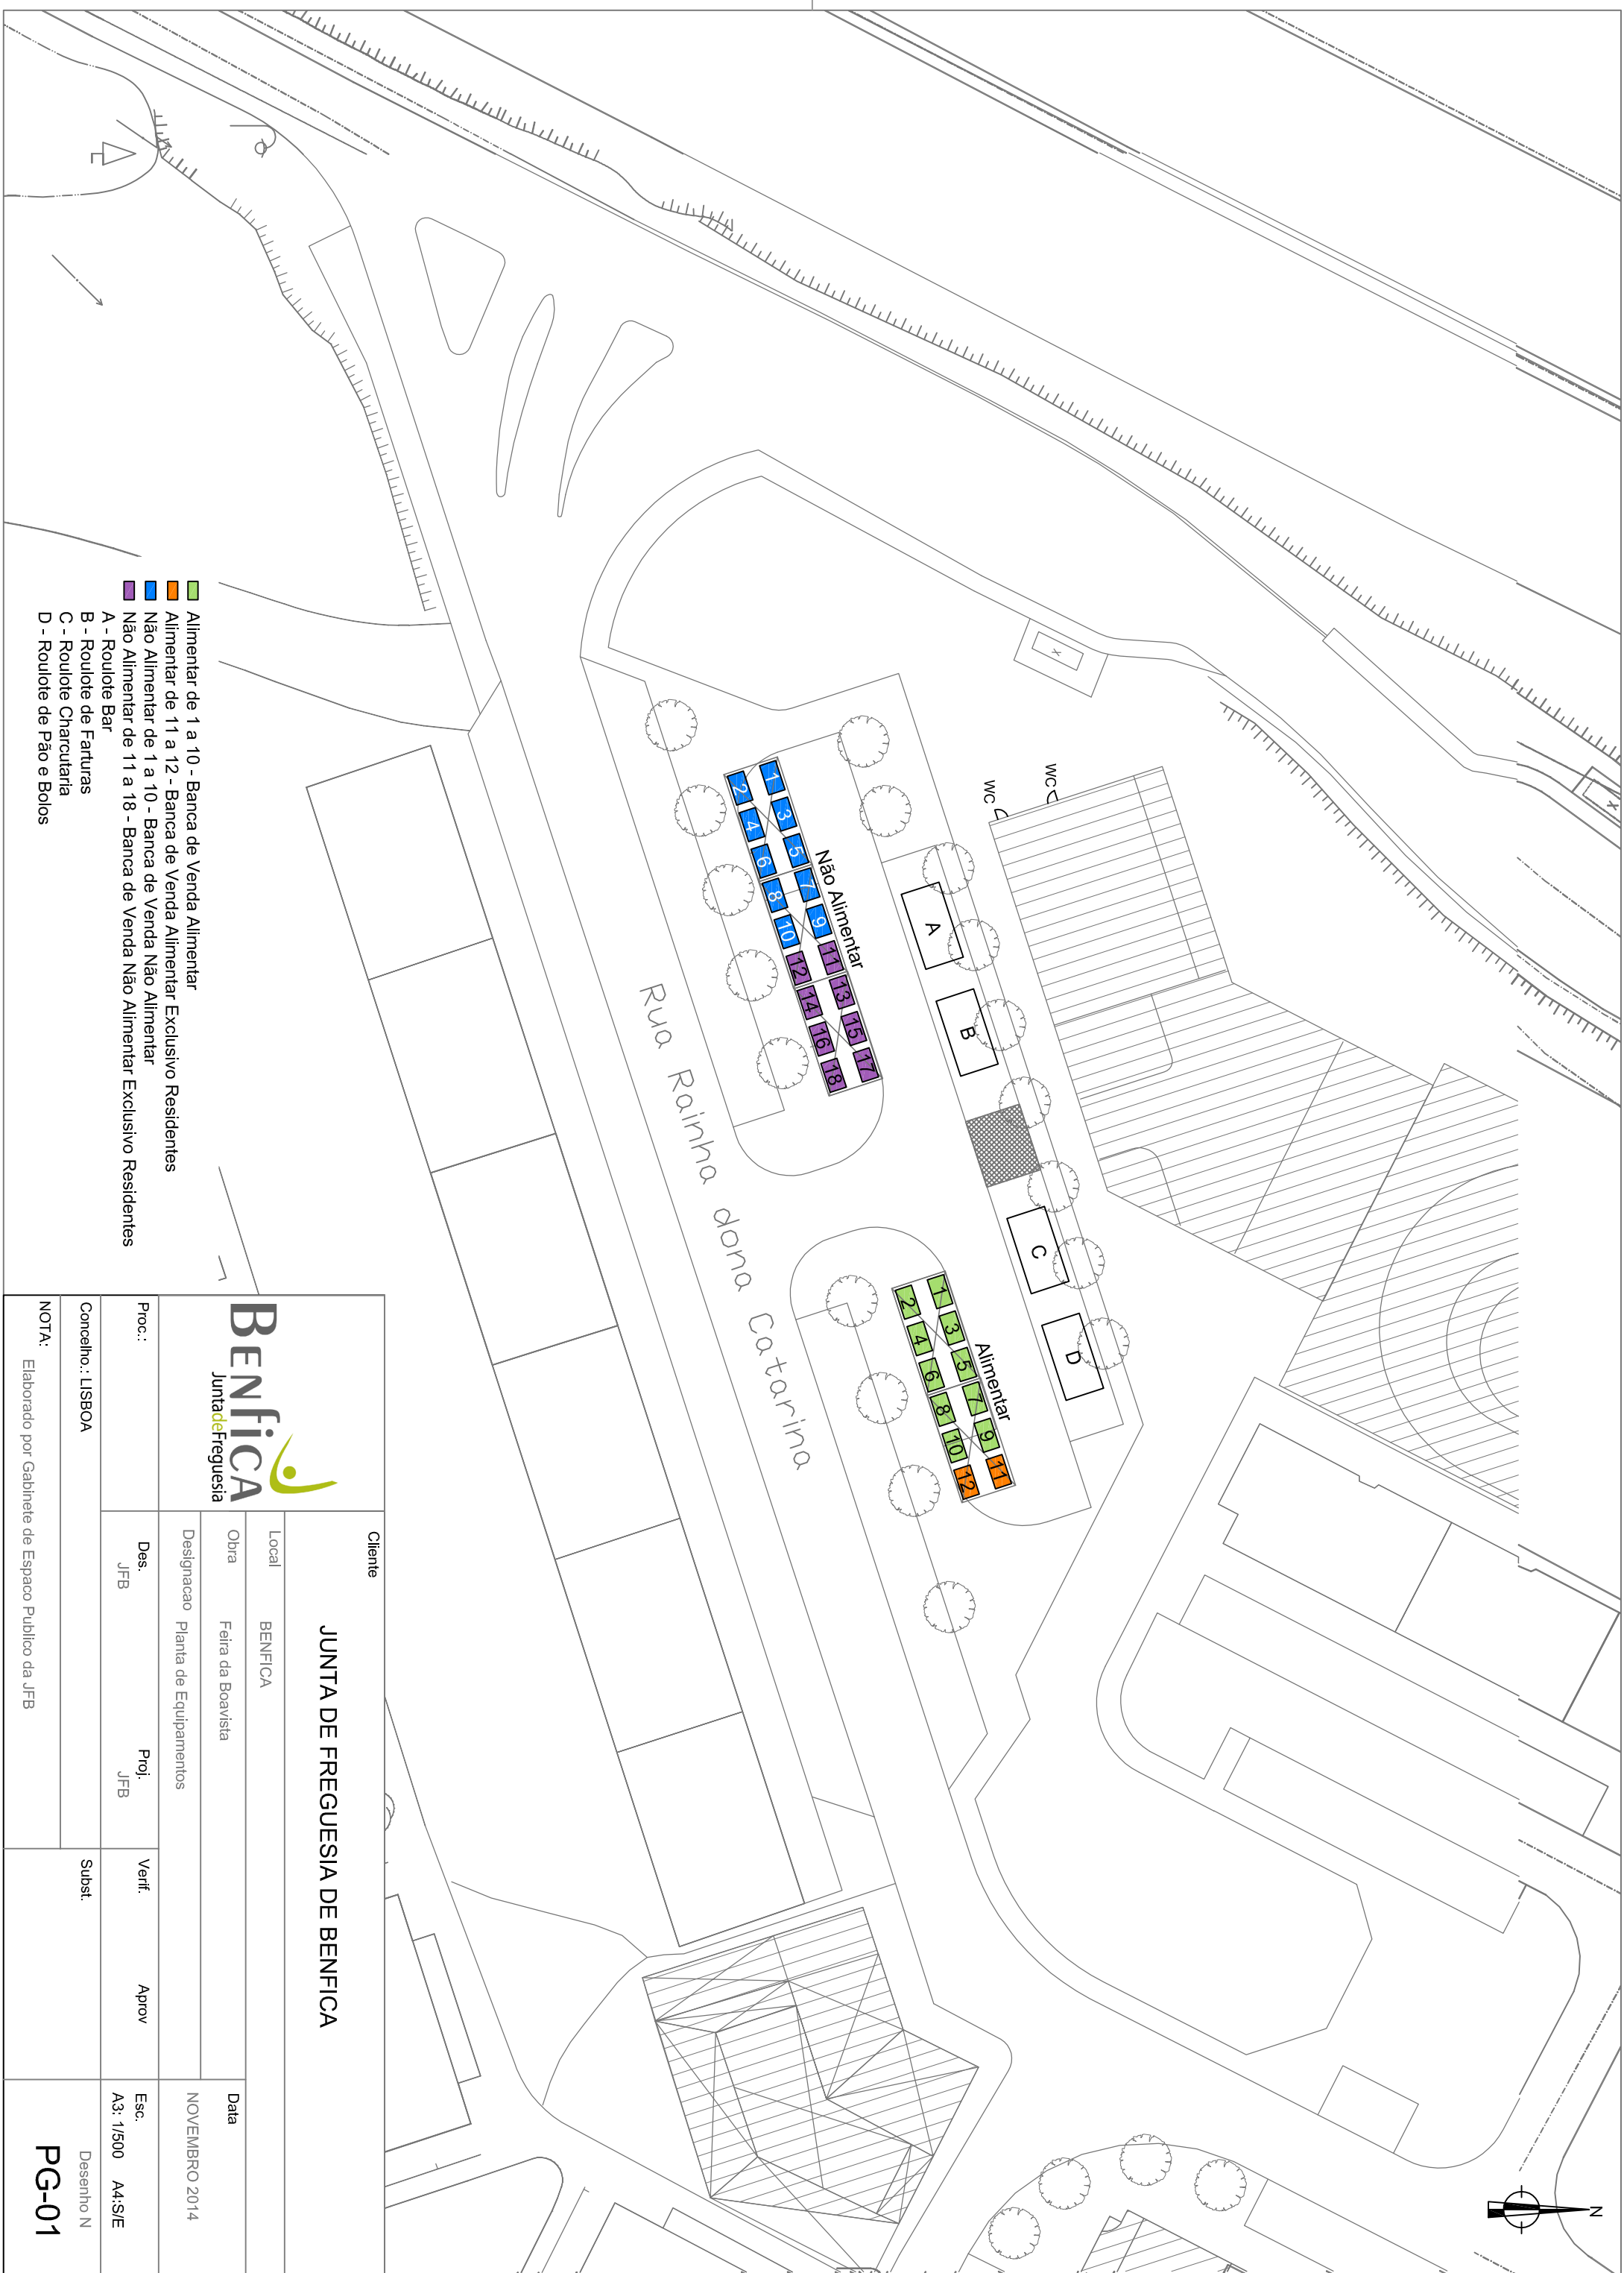 N
WC
WC
A
B
C
D
Não Alimentar
1
3
5
7
9
11
13
15
17
2
4
6
8
10
12
14
16
18
Alimentar
1
3
5
7
9
11
2
4
6
8
10
12
Rua Rainha dona Catarina
Alimentar de 1 a 10 - Banca de Venda Alimentar
Alimentar de 11 a 12 - Banca de Venda Alimentar Exclusivo Residentes
Não Alimentar de 1 a 10 - Banca de Venda Não Alimentar
Não Alimentar de 11 a 18 - Banca de Venda Não Alimentar Exclusivo Residentes
A - Roulote Bar
B - Roulote de Farturas
C - Roulote Charcutaria
D - Roulote de Pão e Bolos
BENfiCA
JuntadeFreguesia
Cliente
JUNTA DE FREGUESIA DE BENFICA
Local BENFICA
Obra Feira da Boavista
Data
Designacao Planta de Equipamentos
NOVEMBRO 2014
Proc.:
Des. JFB
Proj. JFB
Verif.
Aprov
Esc.
A3: 1/500 A4:S/E
Concelho.: LISBOA
Subst.
Desenho N
PG-01
NOTA:
Elaborado por Gabinete de Espaco Publico da JFB